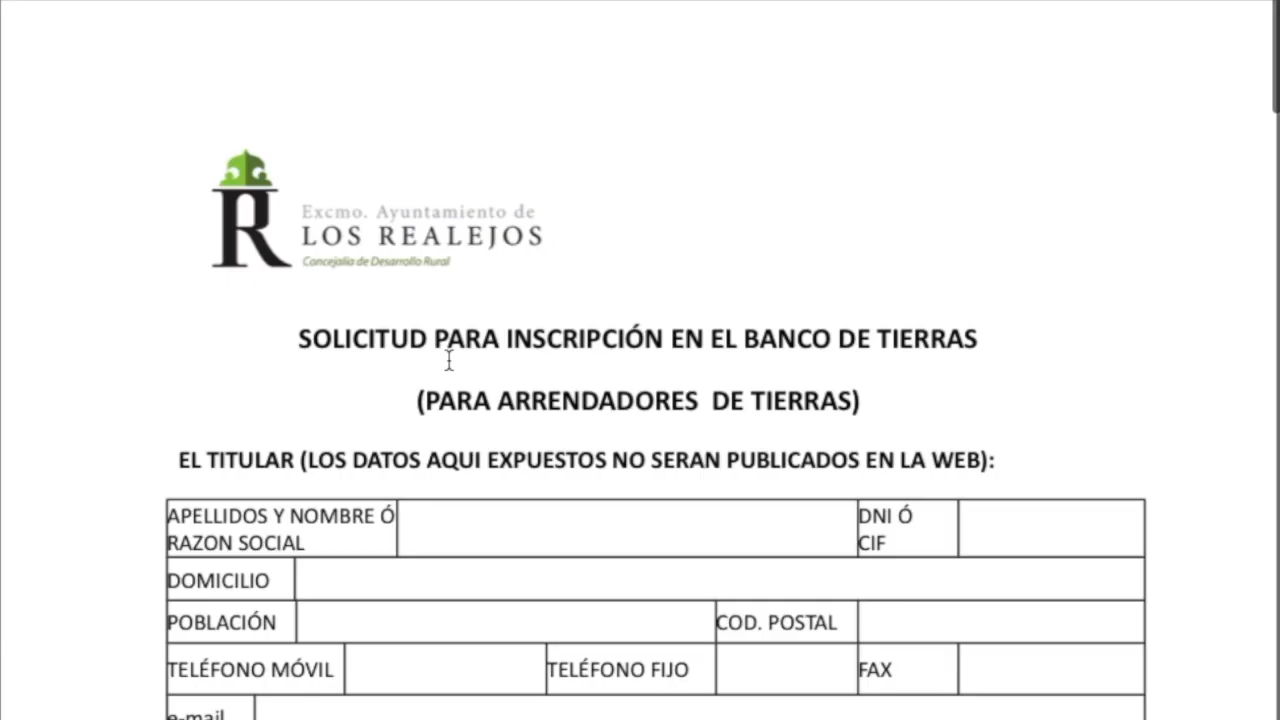 Excmo. Ayuntamiento de
LOS REALEJOS
Concejalía de Desarrollo Rural
SOLICITUD PARA INSCRIPCIÓN EN EL BANCO DE TIERRAS
(PARA ARRENDADORES DE TIERRAS)
EL TITULAR (LOS DATOS AQUI EXPUESTOS NO SERAN PUBLICADOS EN LA WEB):
APELLIDOS Y NOMBRE Ó
RAZON SOCIAL
DNI Ó
CIF
DOMICILIO
POBLACIÓN
COD. POSTAL
TELÉFONO MÓVIL
TELÉFONO FIJO
FAX
e-mail